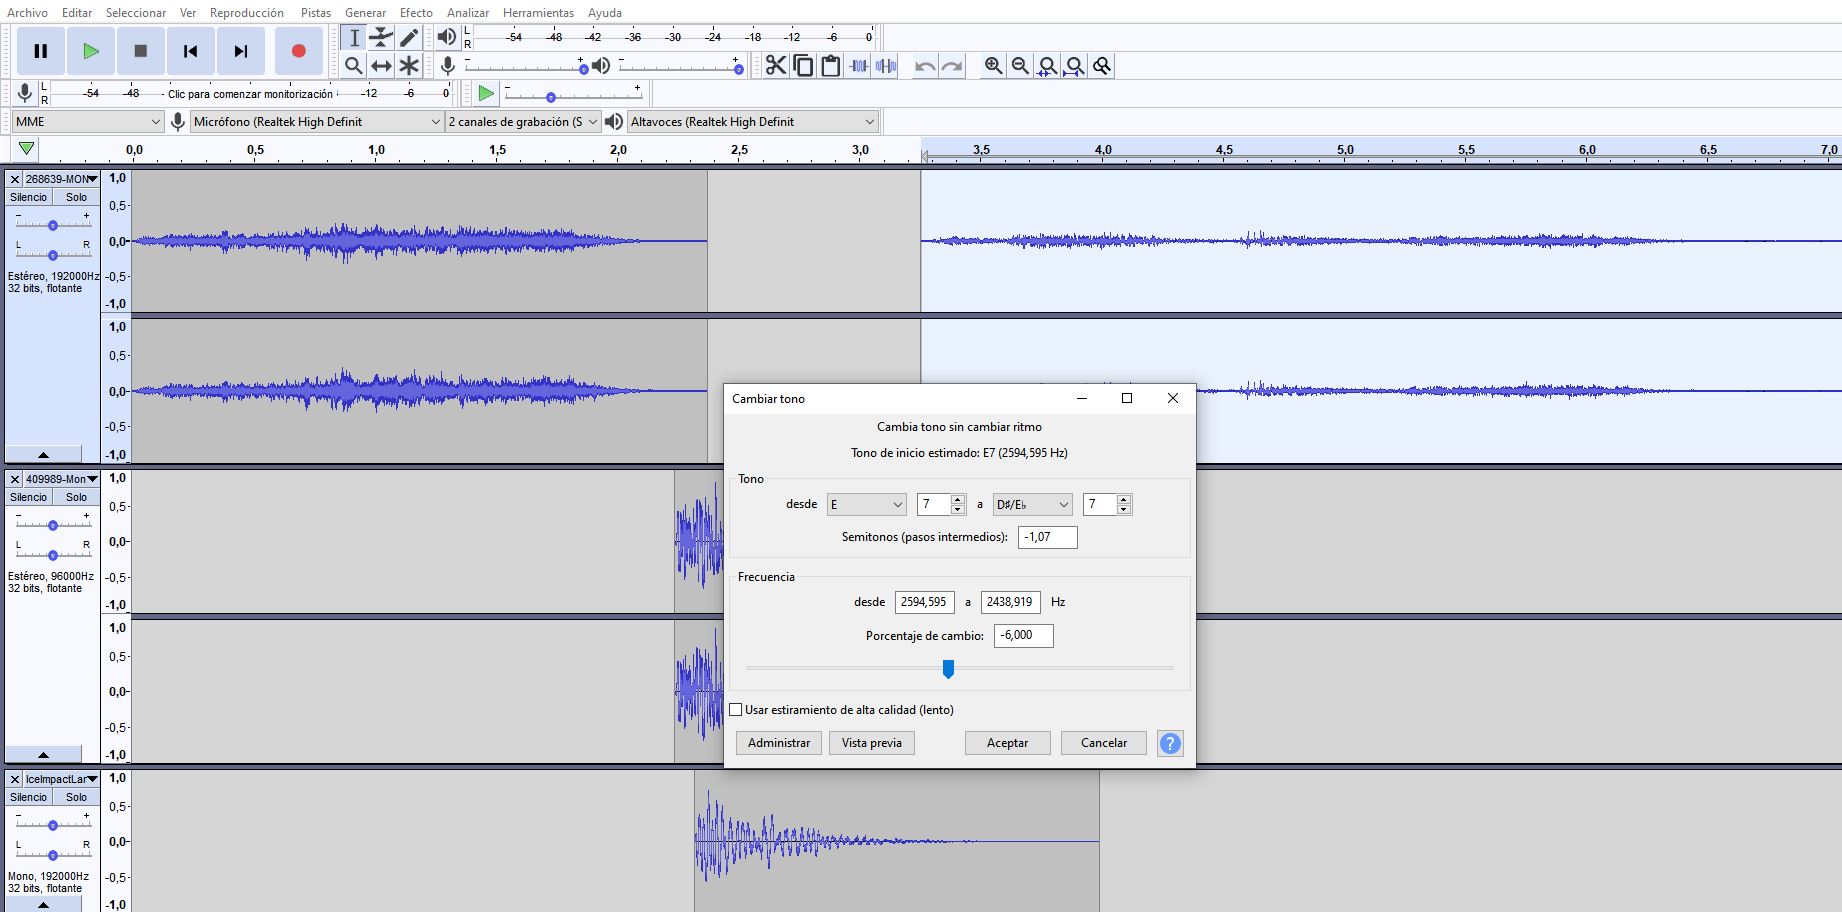 Archivo Editar Seleccionar Ver Reproducción Pistas Generar Efecto Analizar Herramientas Ayuda
L R -54 -48 -42 -36 -30 -24 -18 -12 -6 0
- + - +
L R -54 -48 - Clic para comenzar monitorización -12 -6 0 - +
MME Micrófono (Realtek High Definit 2 canales de grabación (S Altavoces (Realtek High Definit
0,0 0,5 1,0 1,5 2,0 2,5 3,0 3,5 4,0 4,5 5,0 5,5 6,0 6,5 7,0
268639-MON
Silencio Solo
- +
L R
Estéreo, 192000Hz
32 bits, flotante
1,0
0,5-
0,0-
-0,5-
-1,0
1,0
0,5-
0,0-
-0,5-
-1,0
409989-Mon
Silencio Solo
- +
L R
Estéreo, 96000Hz
32 bits, flotante
1,0
0,5-
0,0-
-0,5-
-1,0
1,0
0,5-
0,0-
-0,5-
-1,0
IceImpactLar
Silencio Solo
- +
L R
Mono, 192000Hz
32 bits, flotante
1,0
0,5-
0,0-
-0,5-
-1,0
Cambiar tono
Cambia tono sin cambiar ritmo
Tono de inicio estimado: E7 (2594,595 Hz)
Tono
desde E 7 a D♯/E♭ 7
Semitonos (pasos intermedios): -1,07
Frecuencia
desde 2594,595 a 2438,919 Hz
Porcentaje de cambio: -6,000
Usar estiramiento de alta calidad (lento)
Administrar Vista previa Aceptar Cancelar ?